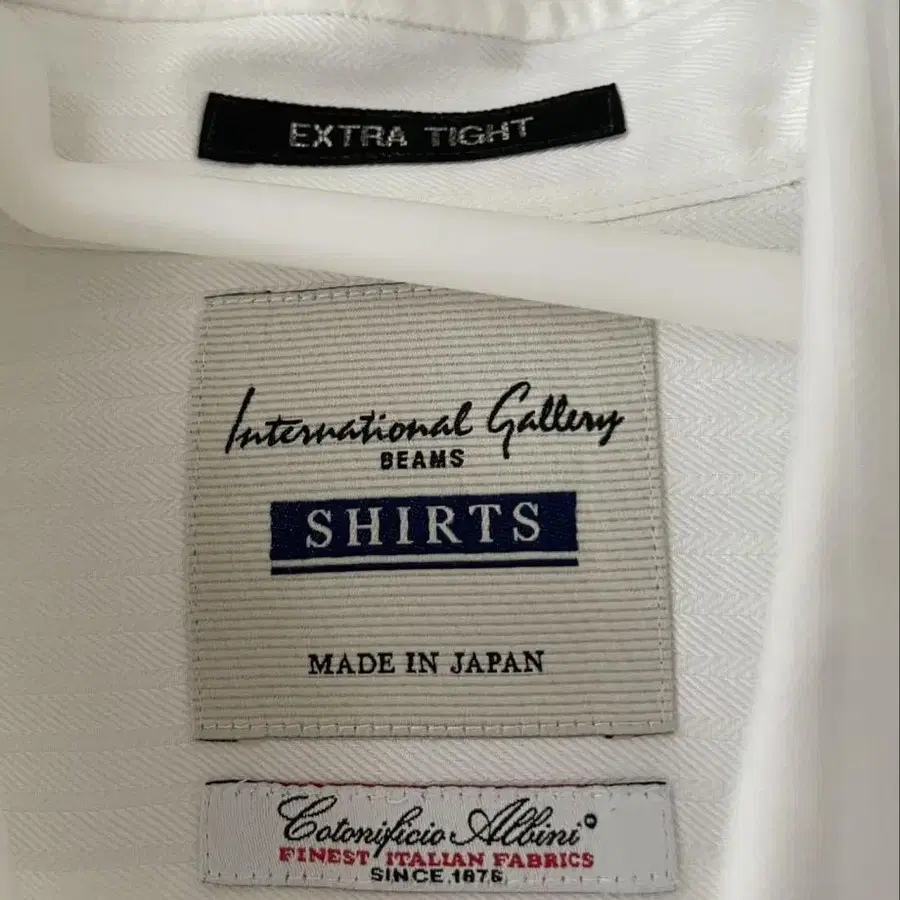 EXTRA TIGHT
International Gallery
BEAMS
SHIRTS
MADE IN JAPAN
Cotonificio Albini®
FINEST ITALIAN FABRICS
SINCE.1876